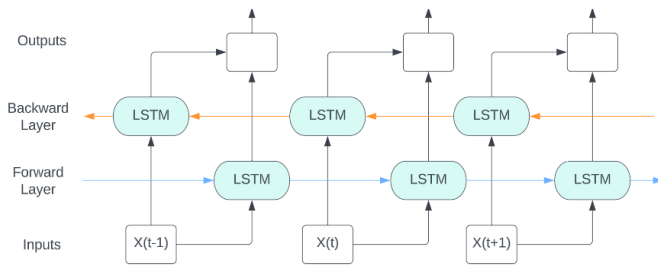 Outputs
Backward
Layer
LSTM
LSTM
LSTM
Forward
Layer
LSTM
LSTM
LSTM
Inputs
X(t-1)
X(t)
X(t+1)